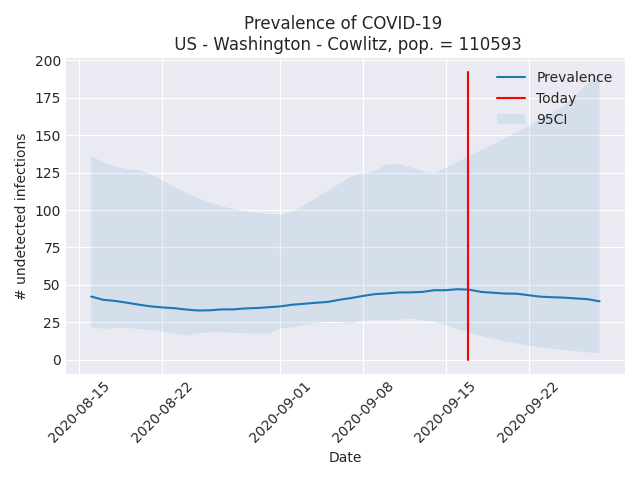 Prevalence of COVID-19
US - Washington - Cowlitz, pop. = 110593
Prevalence
Today
95CI
# undetected infections
200
175
150
125
100
75
50
25
0
2020-08-15
2020-08-22
2020-09-01
2020-09-08
2020-09-15
2020-09-22
Date